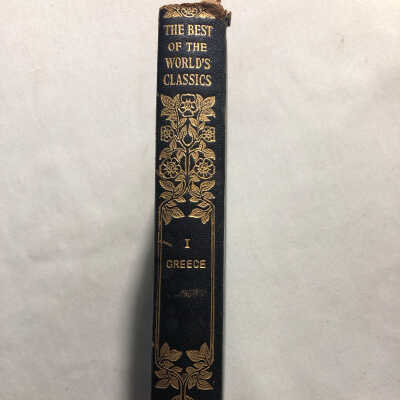 THE BEST
OF THE
WORLD'S
CLASSICS
I
GREECE